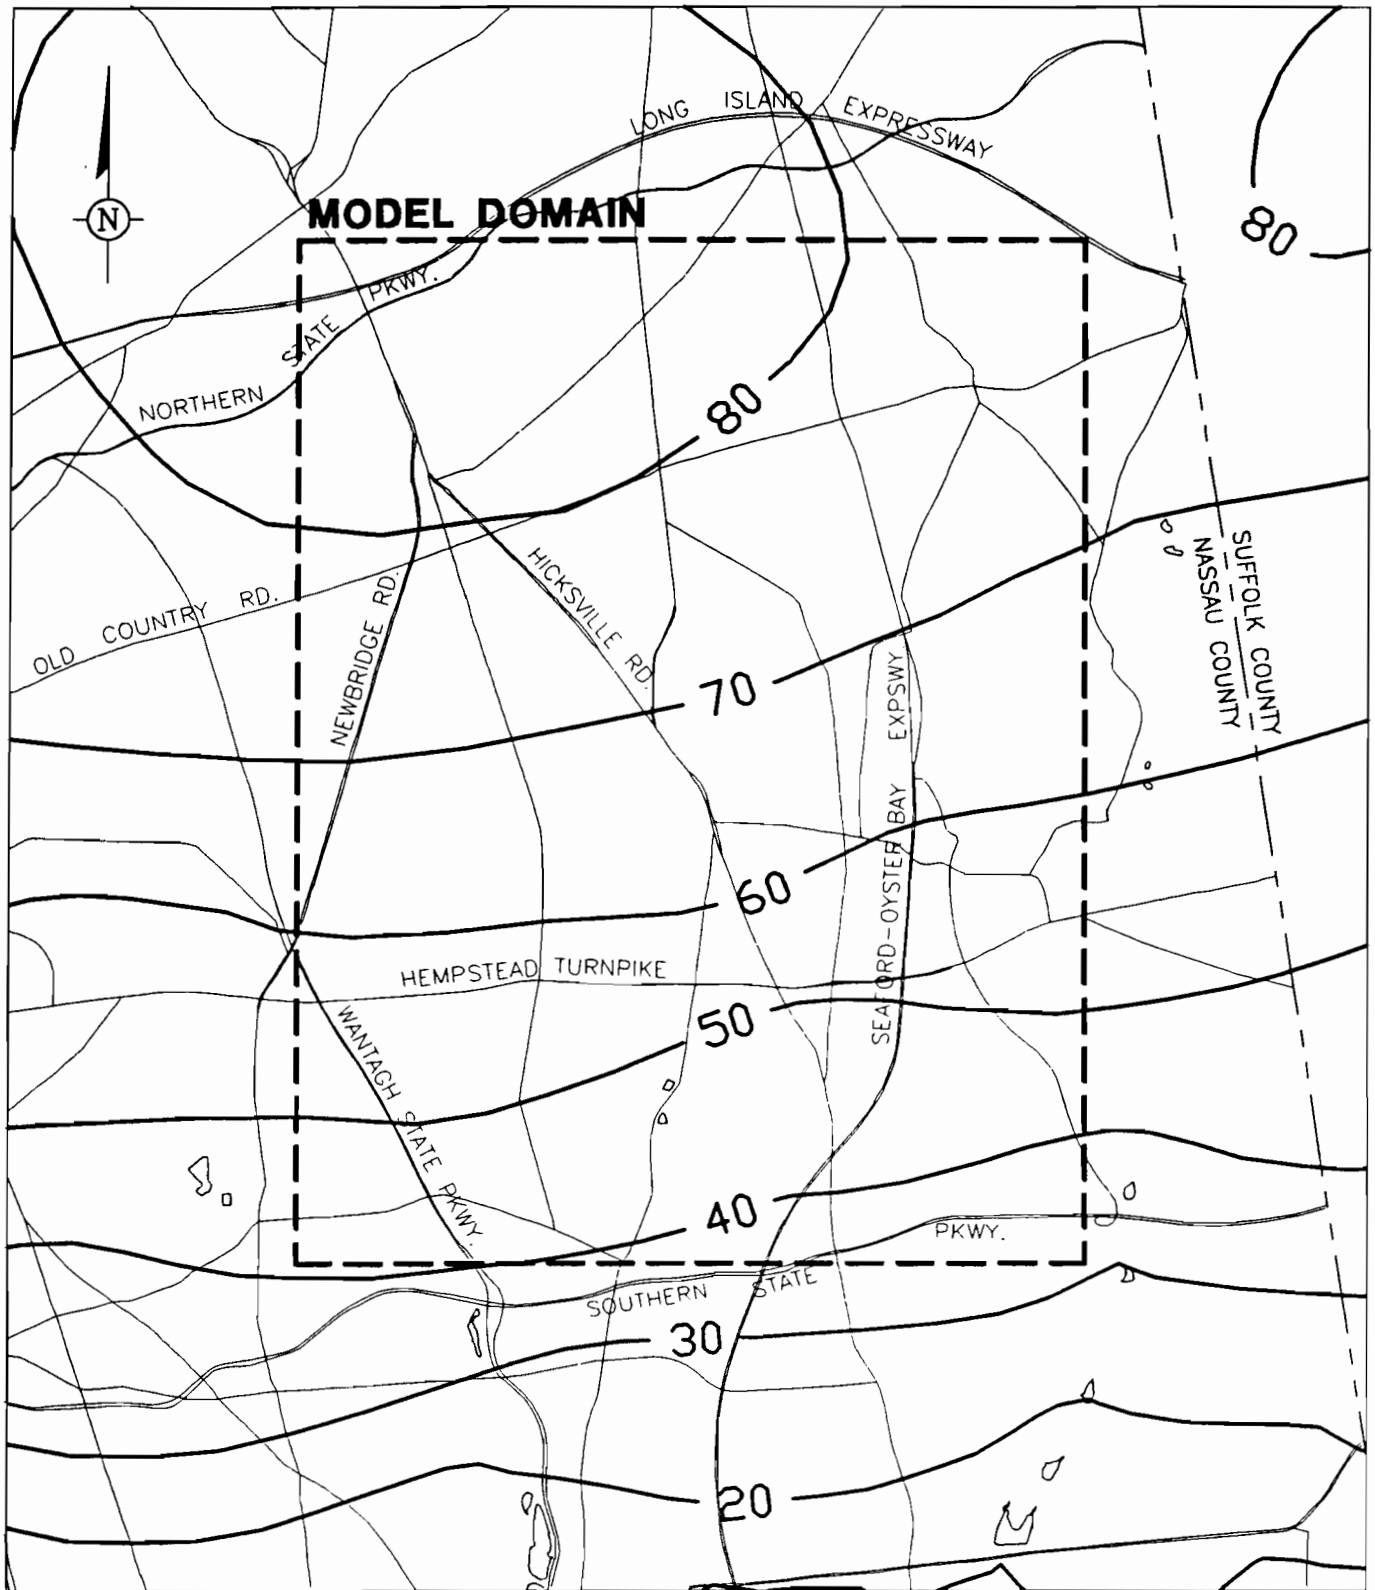 LONG ISLAND EXPRESSWAY
N
MODEL DOMAIN
80
NORTHERN STATE PKWY.
80
OLD COUNTRY RD.
NEWBRIDGE RD.
HICKSVILLE RD.
SUFFOLK COUNTY
NASSAU COUNTY
70
SEAFORD-OYSTER BAY EXPSWY
60
HEMPSTEAD TURNPIKE
50
WANTAGH STATE PKWY.
40
SOUTHERN STATE PKWY.
30
20